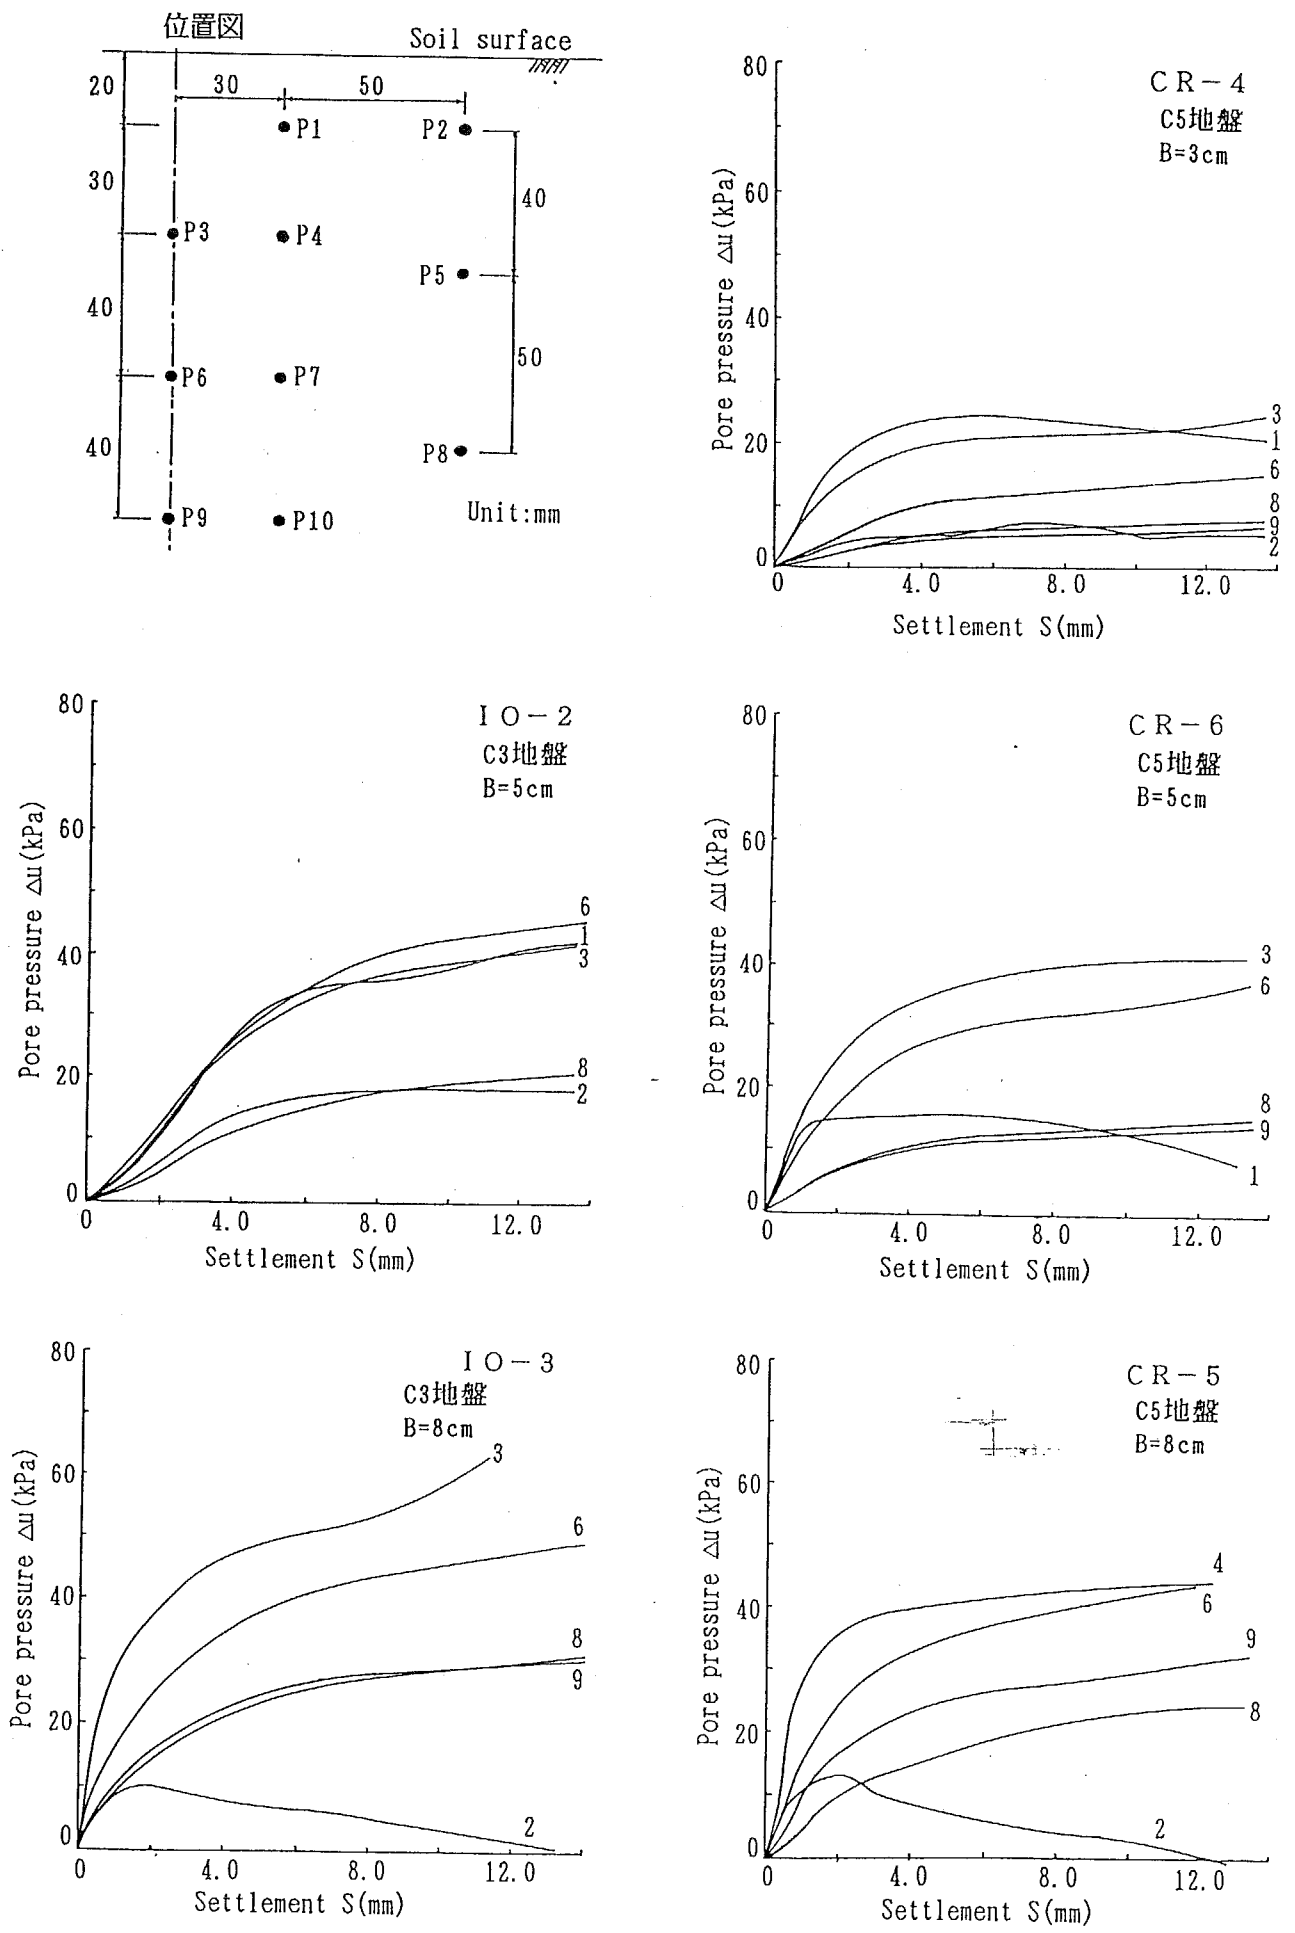 位置図
Soil surface
20
30
50
P1
P2
30
40
P3
P4
P5
40
50
P6
P7
40
P8
P9
P10
Unit:mm
CR-4
C5地盤
B=3cm
80
60
40
20
0
Pore pressure Δu(kPa)
3
1
6
8
9
2
0
4.0
8.0
12.0
Settlement S(mm)
IO-2
C3地盤
B=5cm
80
60
40
20
0
Pore pressure Δu(kPa)
6
1
3
8
2
0
4.0
8.0
12.0
Settlement S(mm)
CR-6
C5地盤
B=5cm
80
60
40
20
0
Pore pressure Δu(kPa)
3
6
8
9
1
0
4.0
8.0
12.0
Settlement S(mm)
IO-3
C3地盤
B=8cm
80
60
40
20
0
Pore pressure Δu(kPa)
3
6
8
9
2
0
4.0
8.0
12.0
Settlement S(mm)
CR-5
C5地盤
B=8cm
80
60
40
20
0
Pore pressure Δu(kPa)
4
6
9
8
2
0
4.0
8.0
12.0
Settlement S(mm)